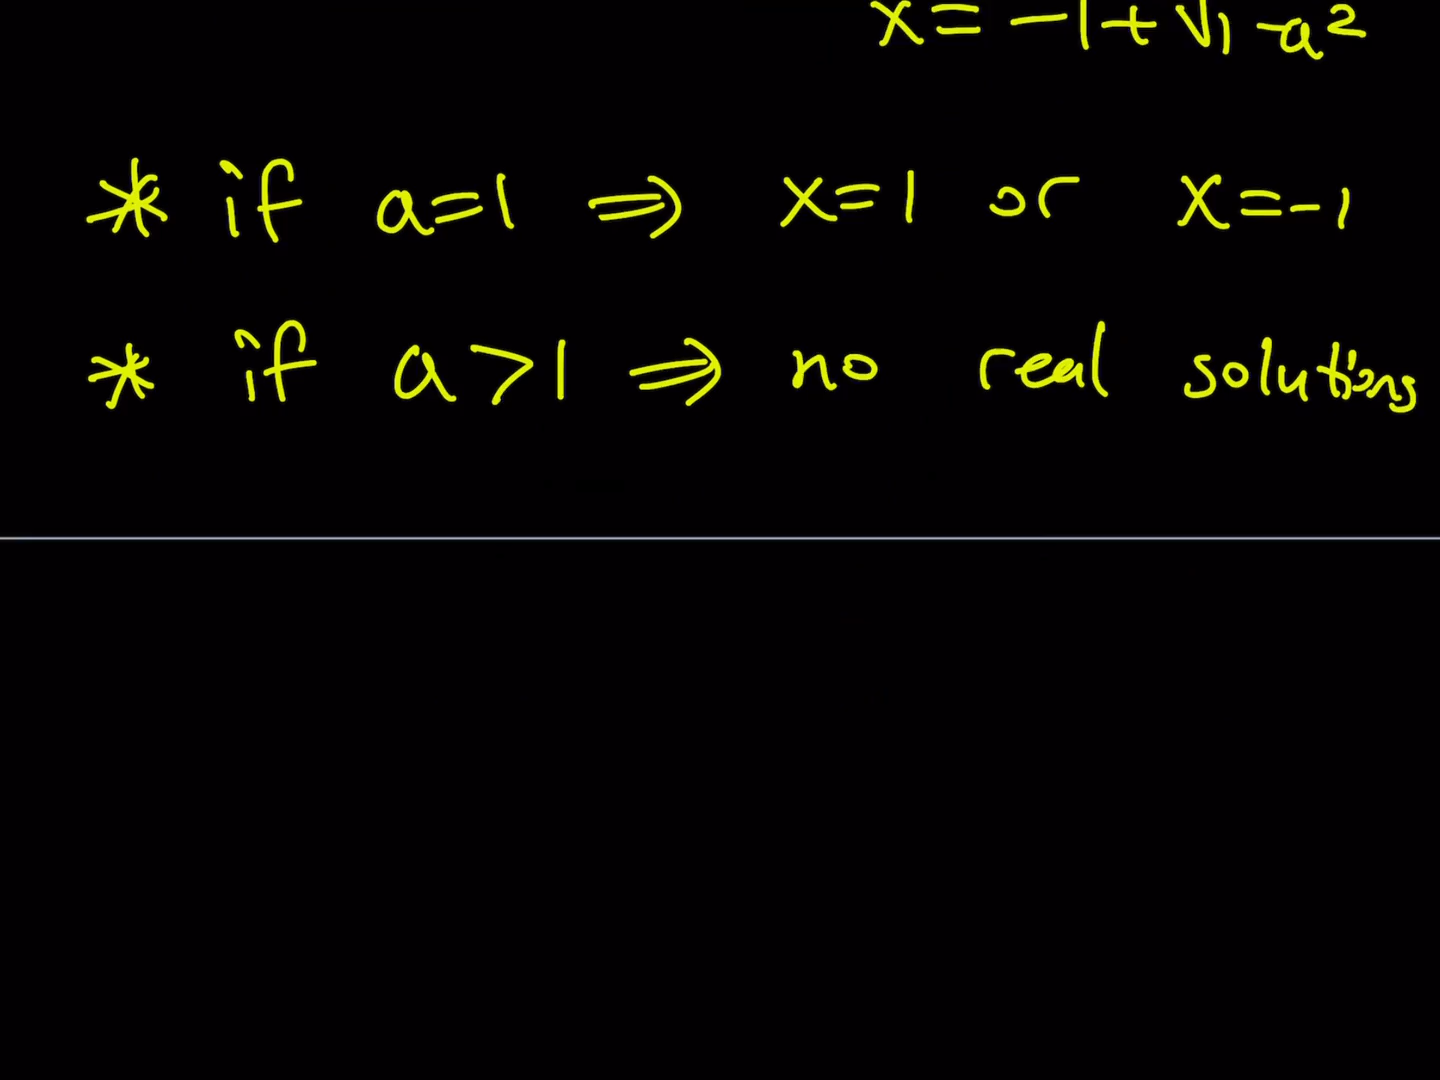 x = -1 + √1 - a²
* if a=1 ⇒ x=1 or x=-1
* if a>1 ⇒ no real solutions